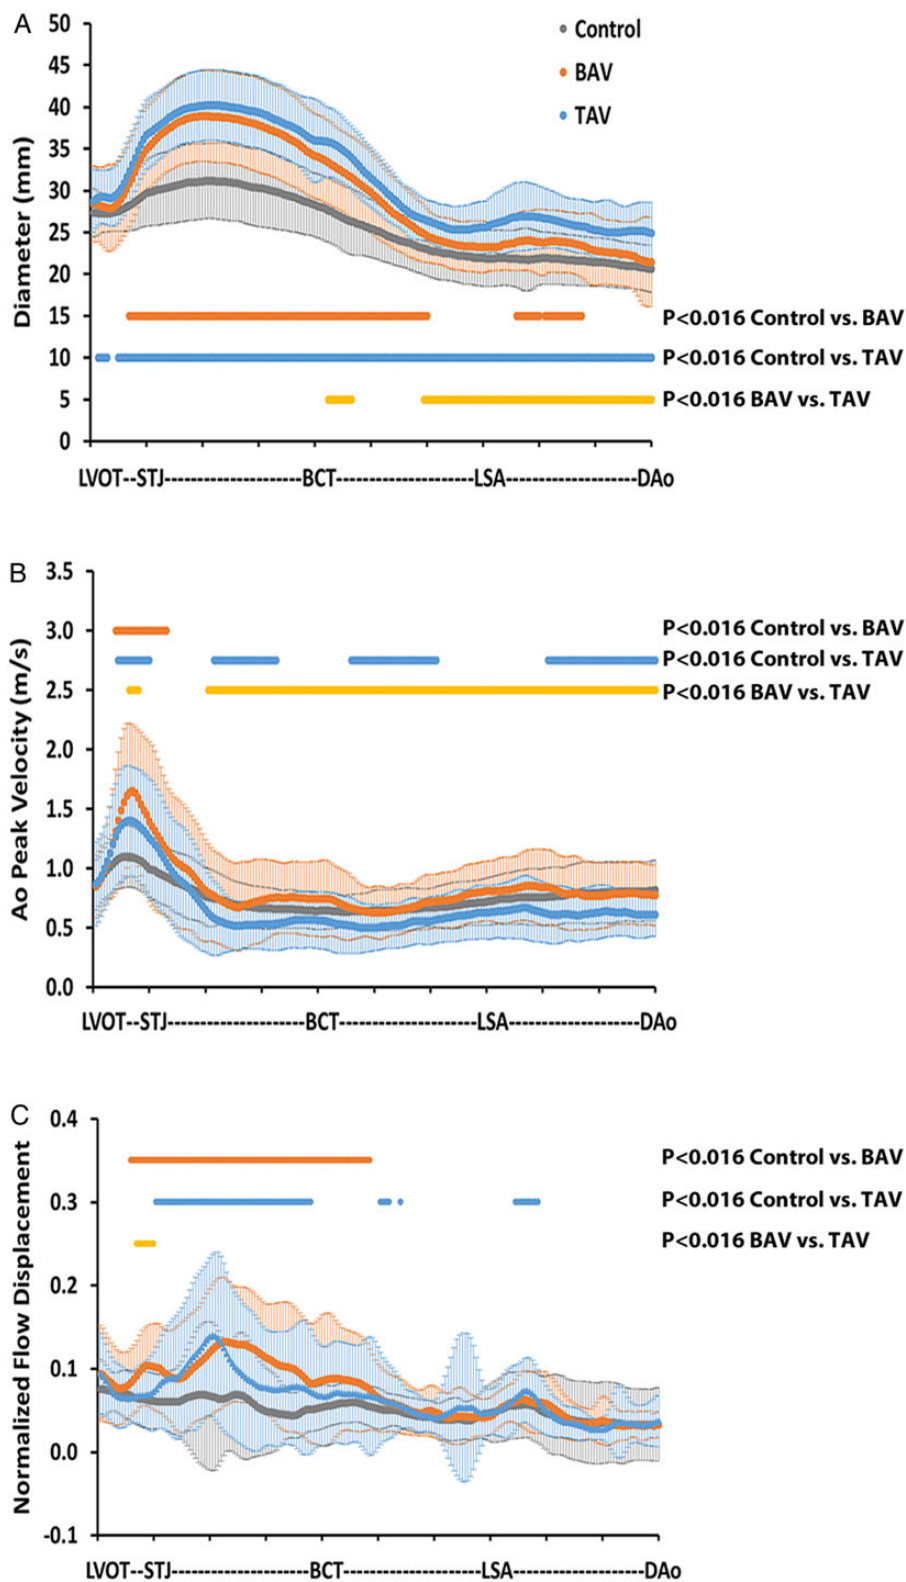 A
50
45
40
35
30
25
20
15
10
5
0
Diameter (mm)
Control
BAV
TAV
P<0.016 Control vs. BAV
P<0.016 Control vs. TAV
P<0.016 BAV vs. TAV
LVOT--STJ-----------------------BCT-----------------------LSA----------------------DAo
B
3.5
3.0
2.5
2.0
1.5
1.0
0.5
0.0
Ao Peak Velocity (m/s)
P<0.016 Control vs. BAV
P<0.016 Control vs. TAV
P<0.016 BAV vs. TAV
LVOT--STJ-----------------------BCT-----------------------LSA----------------------DAo
C
0.4
0.3
0.2
0.1
0.0
-0.1
Normalized Flow Displacement
P<0.016 Control vs. BAV
P<0.016 Control vs. TAV
P<0.016 BAV vs. TAV
LVOT--STJ-----------------------BCT-----------------------LSA----------------------DAo